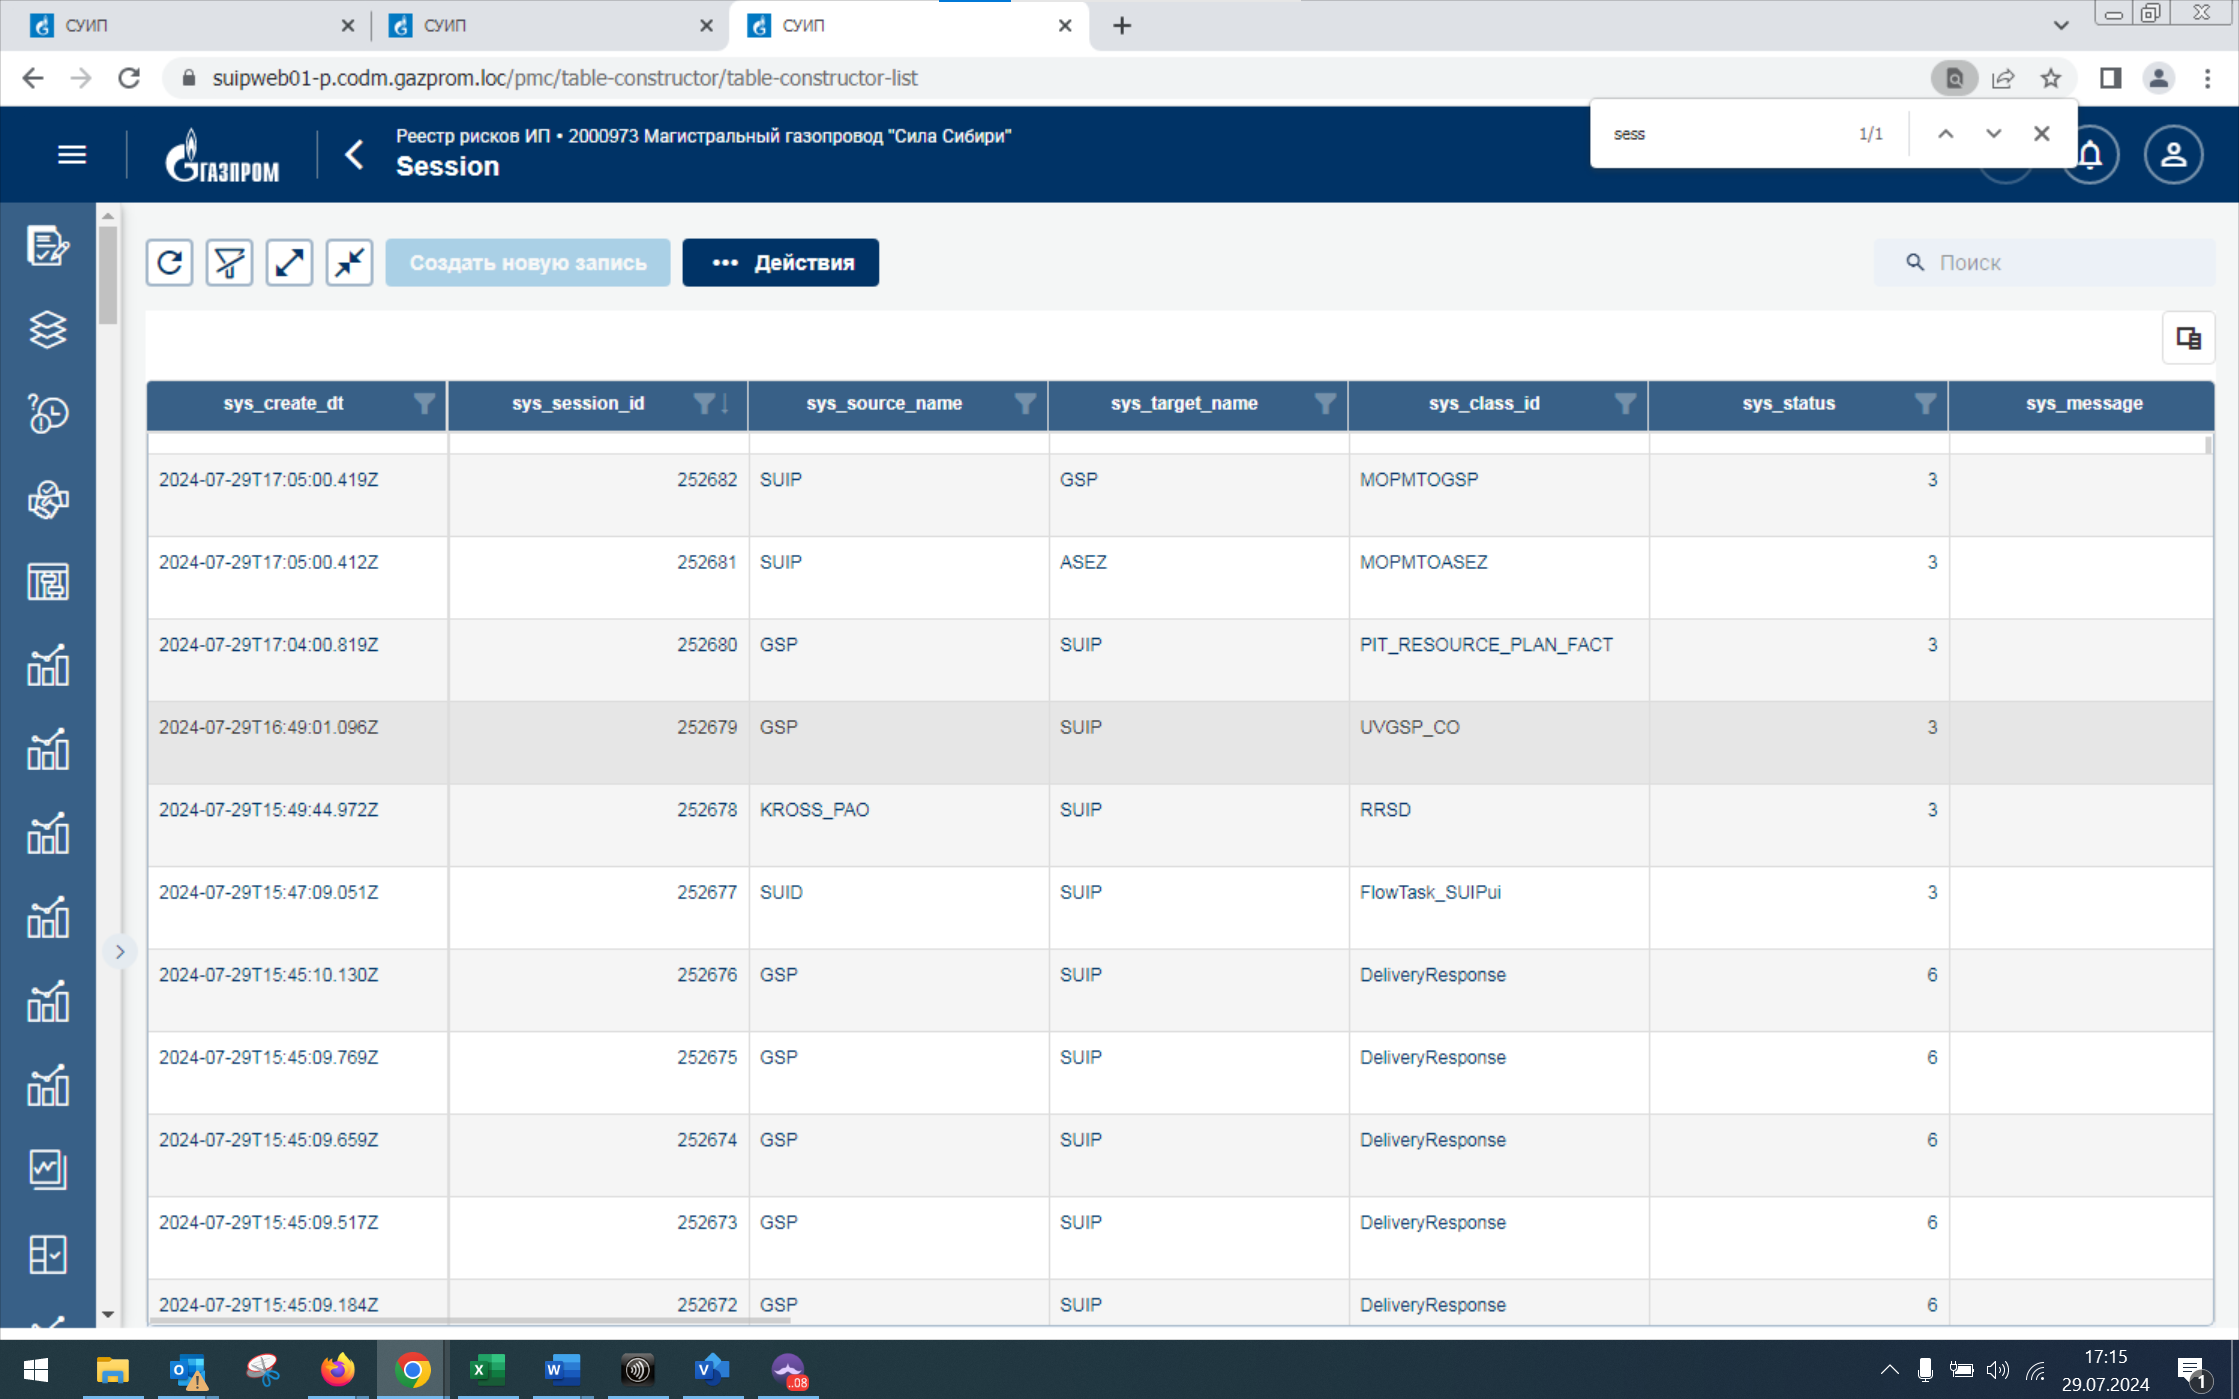 СУИП
СУИП
СУИП
suipweb01-p.codm.gazprom.loc/pmc/table-constructor/table-constructor-list
sess 1/1
ГАЗПРОМ
Реестр рисков ИП • 2000973 Магистральный газопровод "Сила Сибири"
Session
Создать новую запись
••• Действия
Поиск
sys_create_dt sys_session_id sys_source_name sys_target_name sys_class_id sys_status sys_message
2024-07-29T17:05:00.419Z 252682 SUIP GSP MOPMTOGSP 3
2024-07-29T17:05:00.412Z 252681 SUIP ASEZ MOPMTOASEZ 3
2024-07-29T17:04:00.819Z 252680 GSP SUIP PIT_RESOURCE_PLAN_FACT 3
2024-07-29T16:49:01.096Z 252679 GSP SUIP UVGSP_CO 3
2024-07-29T15:49:44.972Z 252678 KROSS_PAO SUIP RRSD 3
2024-07-29T15:47:09.051Z 252677 SUID SUIP FlowTask_SUIPui 3
2024-07-29T15:45:10.130Z 252676 GSP SUIP DeliveryResponse 6
2024-07-29T15:45:09.769Z 252675 GSP SUIP DeliveryResponse 6
2024-07-29T15:45:09.659Z 252674 GSP SUIP DeliveryResponse 6
2024-07-29T15:45:09.517Z 252673 GSP SUIP DeliveryResponse 6
2024-07-29T15:45:09.184Z 252672 GSP SUIP DeliveryResponse 6
..08
17:15
29.07.2024
1